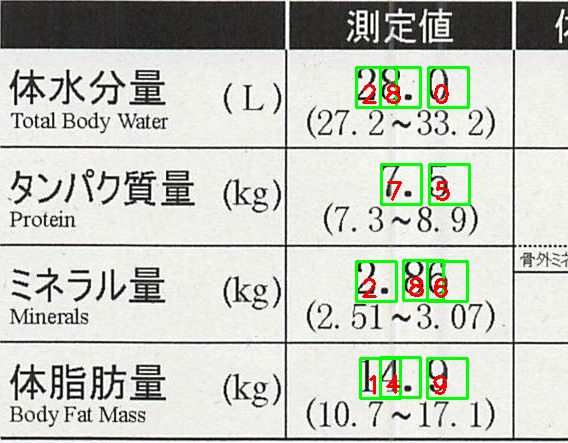 測定値
体水分量 (L) 28.0
Total Body Water (27.2~33.2)
タンパク質量 (kg) 7.5
Protein (7.3~8.9)
骨外ミネ
ミネラル量 (kg) 2.86
Minerals (2.51~3.07)
体脂肪量 (kg) 14.9
Body Fat Mass (10.7~17.1)
2 8 0
7 5
2 8 6
1 4 9